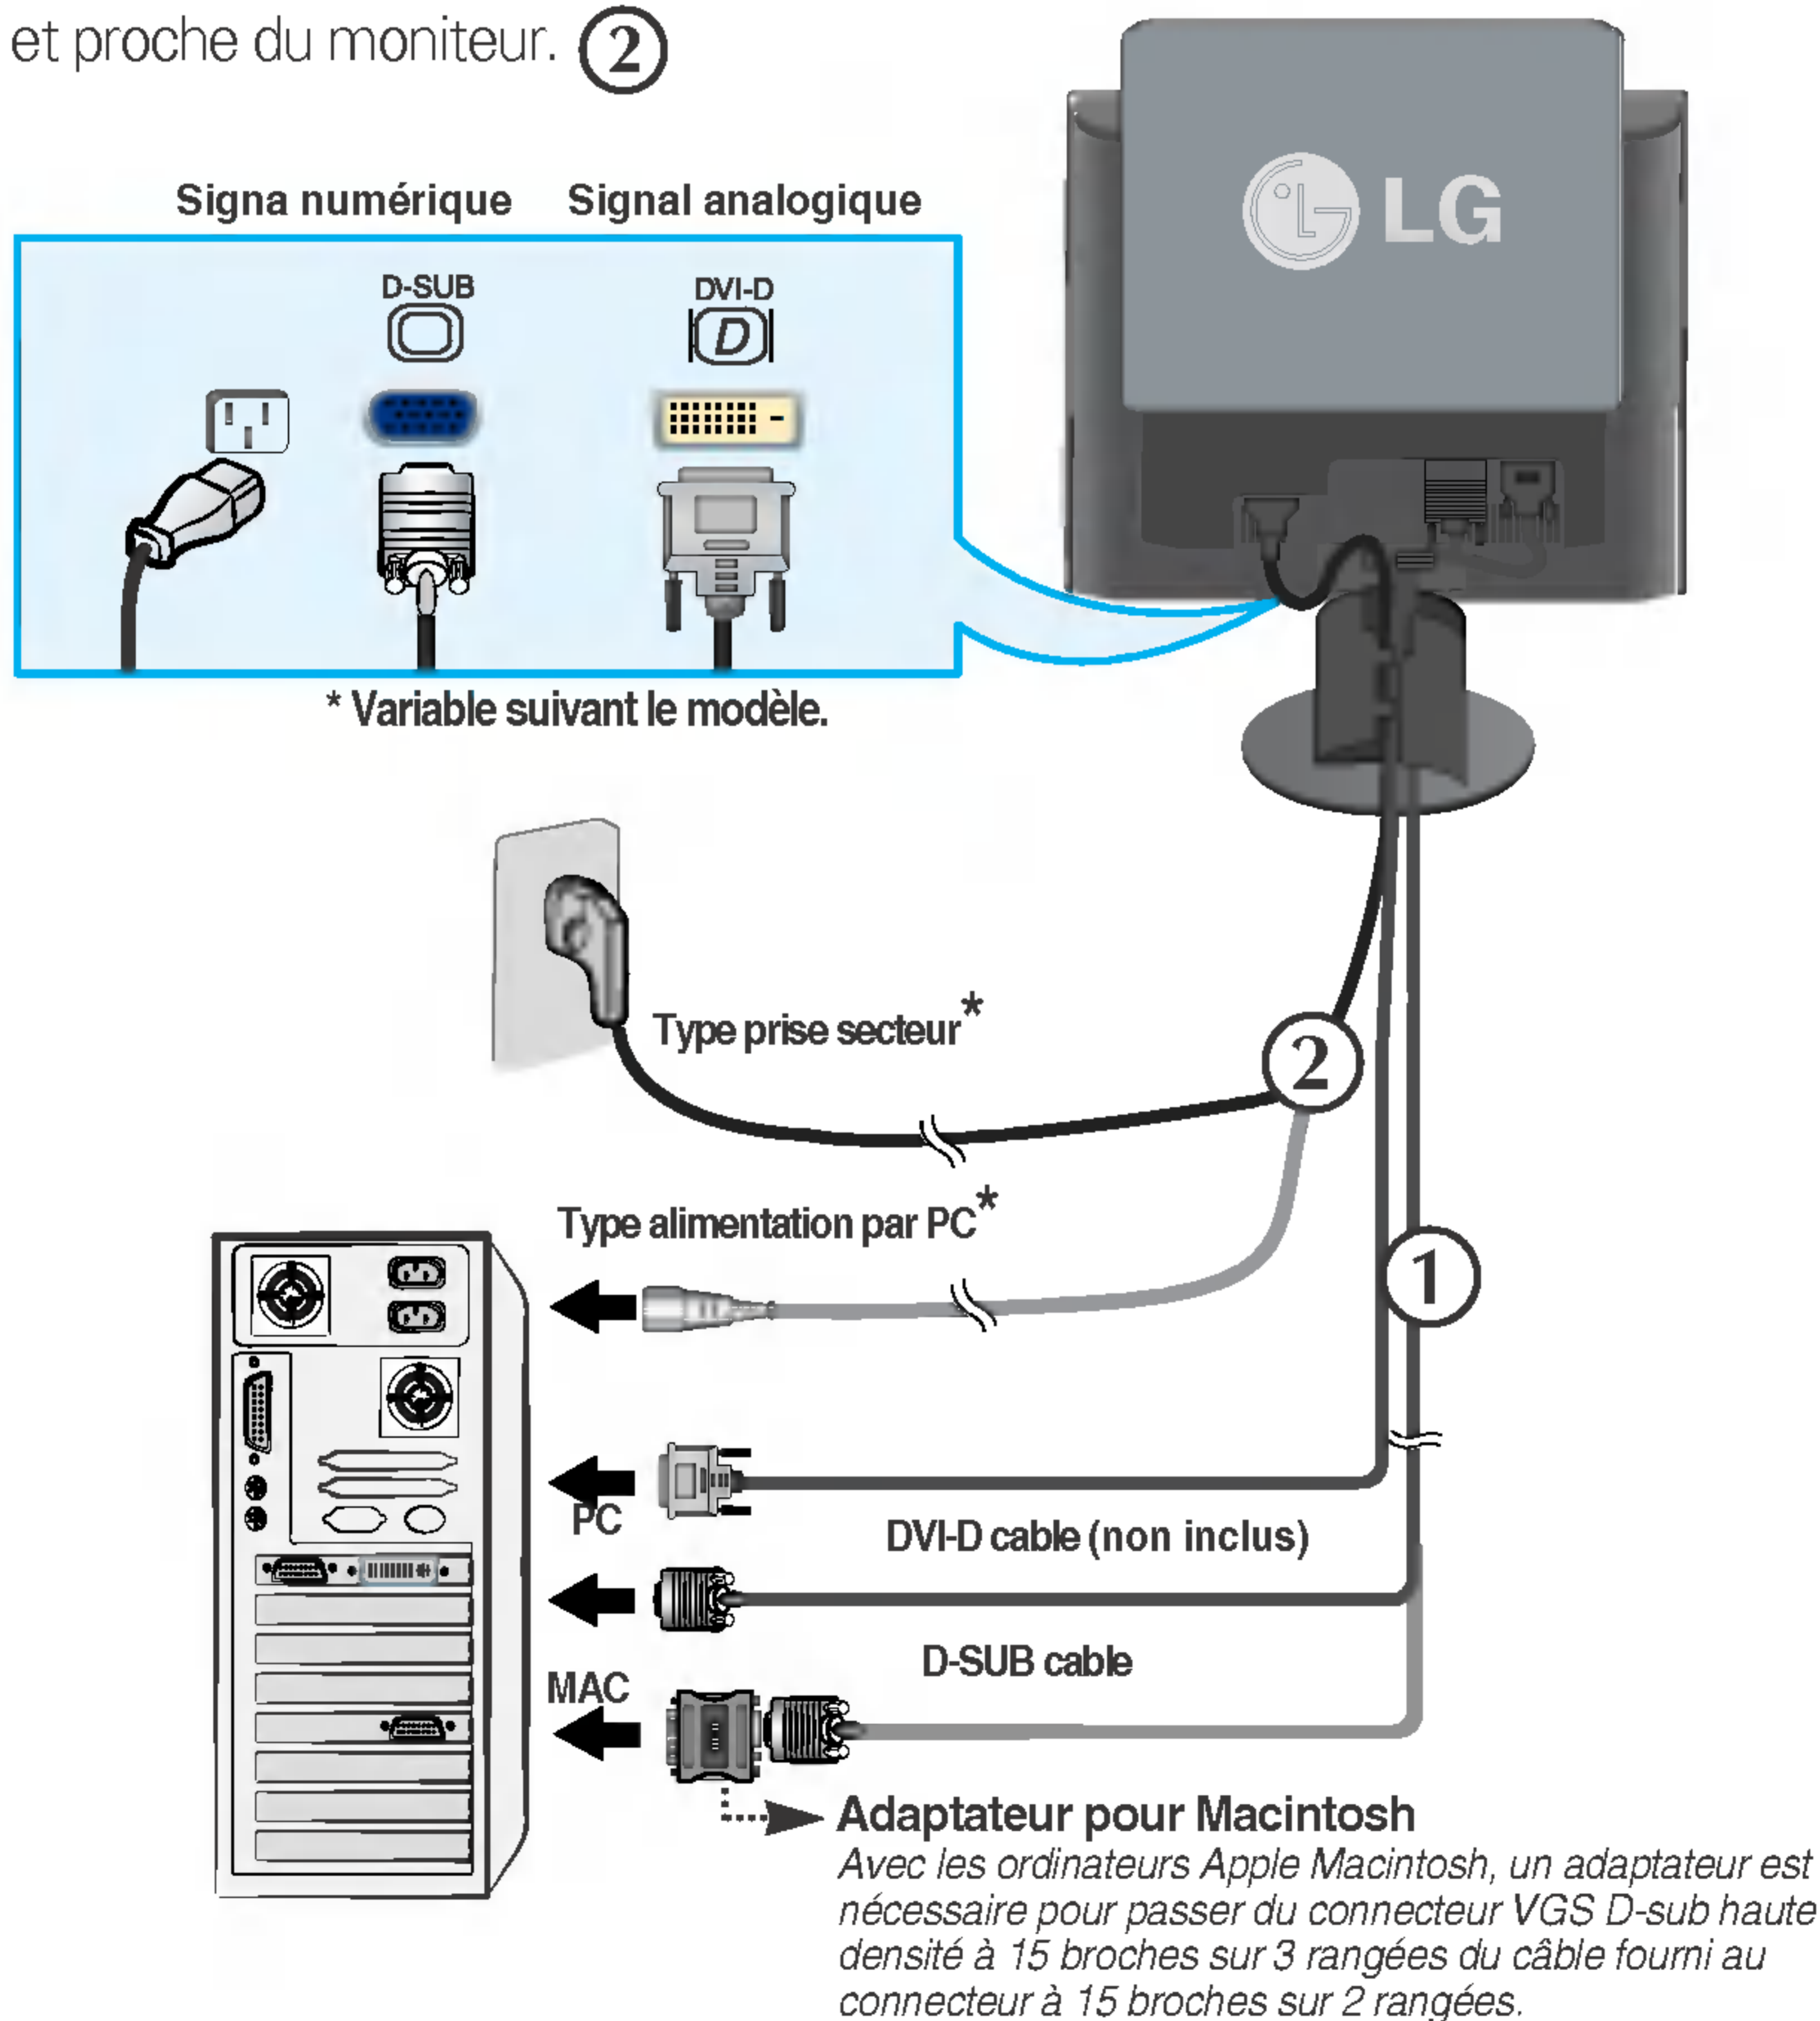 et proche du moniteur. 2
LG
Signa numérique Signal analogique
D-SUB DVI-D
D
* Variable suivant le modèle.
Type prise secteur*
2
Type alimentation par PC*
1
PC
DVI-D cable (non inclus)
D-SUB cable
MAC
Adaptateur pour Macintosh
Avec les ordinateurs Apple Macintosh, un adaptateur est
nécessaire pour passer du connecteur VGS D-sub haute
densité à 15 broches sur 3 rangées du câble fourni au
connecteur à 15 broches sur 2 rangées.